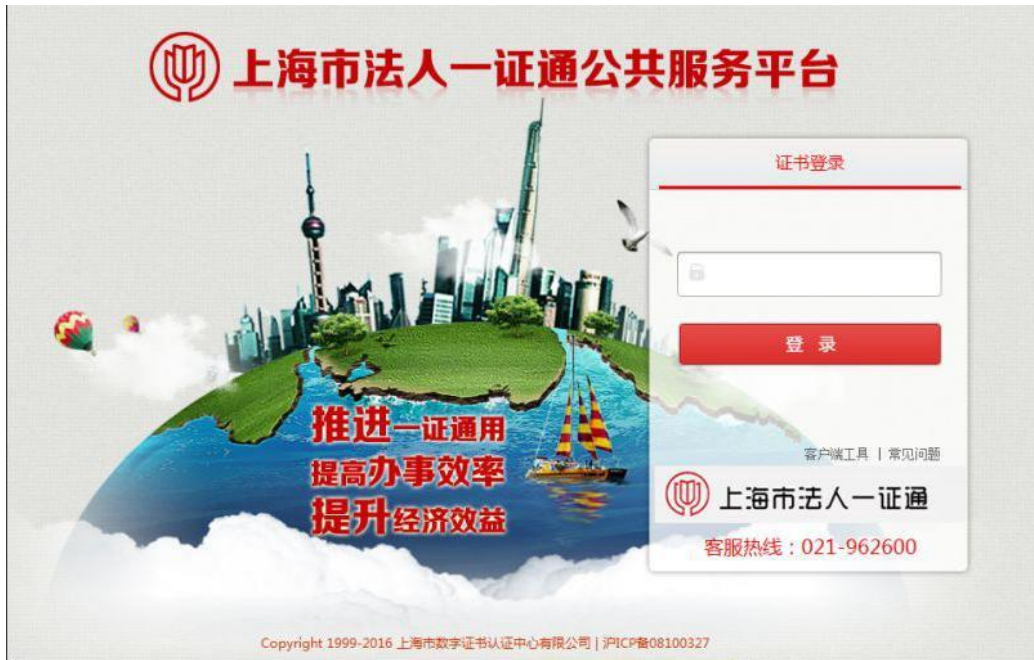 上海市法人一证通公共服务平台
证书登录
登 录
推进一证通用
提高办事效率
提升经济效益
客户端工具 | 常见问题
上海市法人一证通
客服热线：021-962600
Copyright 1999-2016 上海市数字证书认证中心有限公司 | 沪ICP备08100327